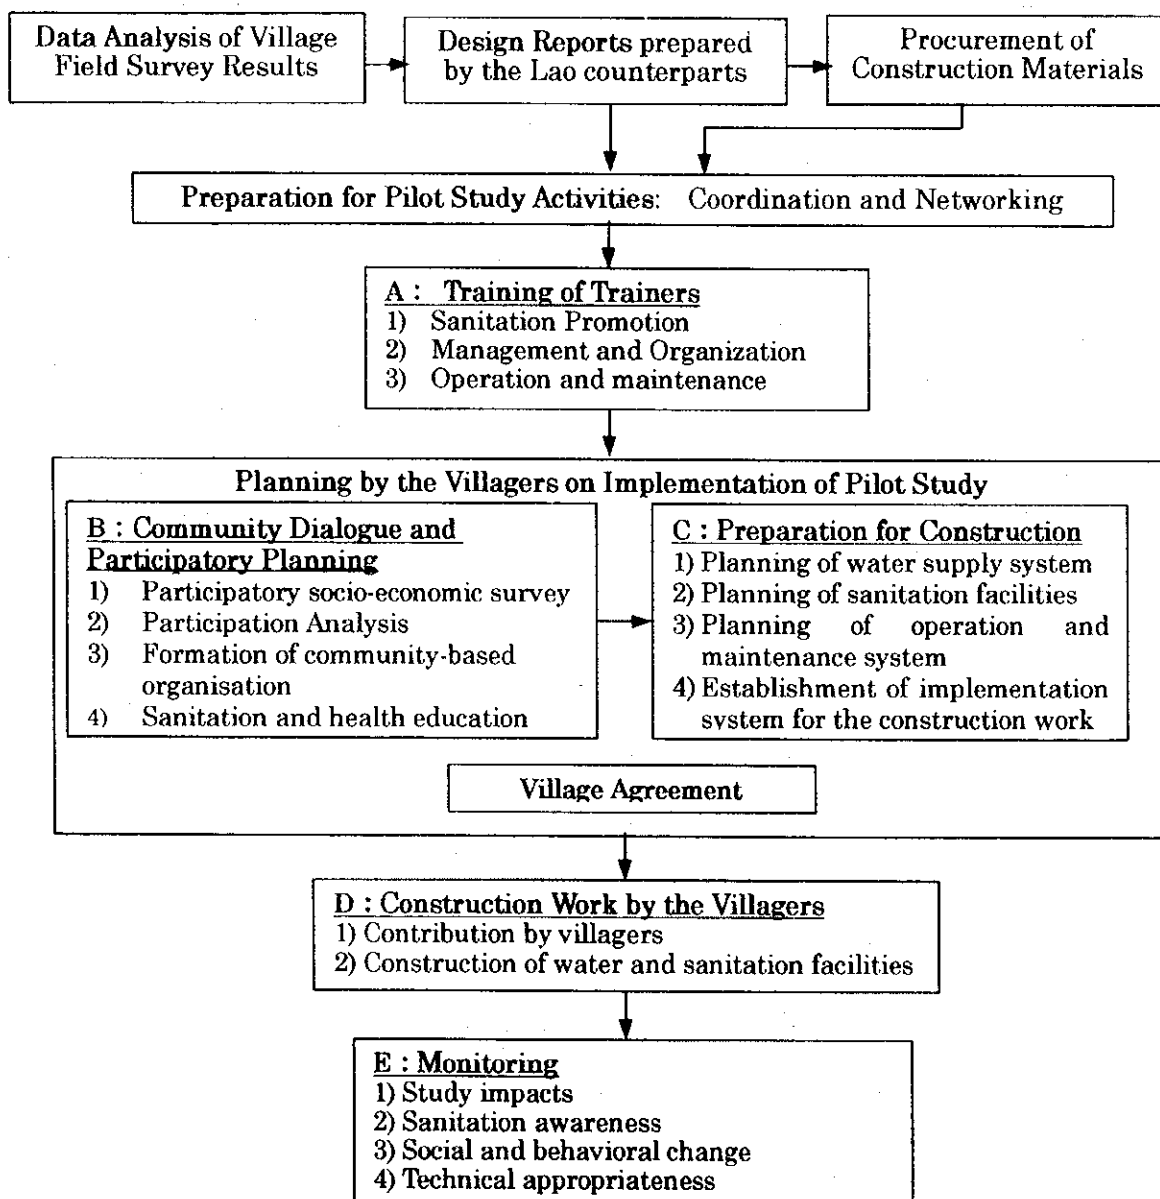 Data Analysis of Village
Field Survey Results
Design Reports prepared
by the Lao counterparts
Procurement of
Construction Materials
Preparation for Pilot Study Activities: Coordination and Networking
A : Training of Trainers
1) Sanitation Promotion
2) Management and Organization
3) Operation and maintenance
Planning by the Villagers on Implementation of Pilot Study
B : Community Dialogue and
Participatory Planning
1) Participatory socio-economic survey
2) Participation Analysis
3) Formation of community-based
organisation
4) Sanitation and health education
C : Preparation for Construction
1) Planning of water supply system
2) Planning of sanitation facilities
3) Planning of operation and
maintenance system
4) Establishment of implementation
system for the construction work
Village Agreement
D : Construction Work by the Villagers
1) Contribution by villagers
2) Construction of water and sanitation facilities
E : Monitoring
1) Study impacts
2) Sanitation awareness
3) Social and behavioral change
4) Technical appropriateness